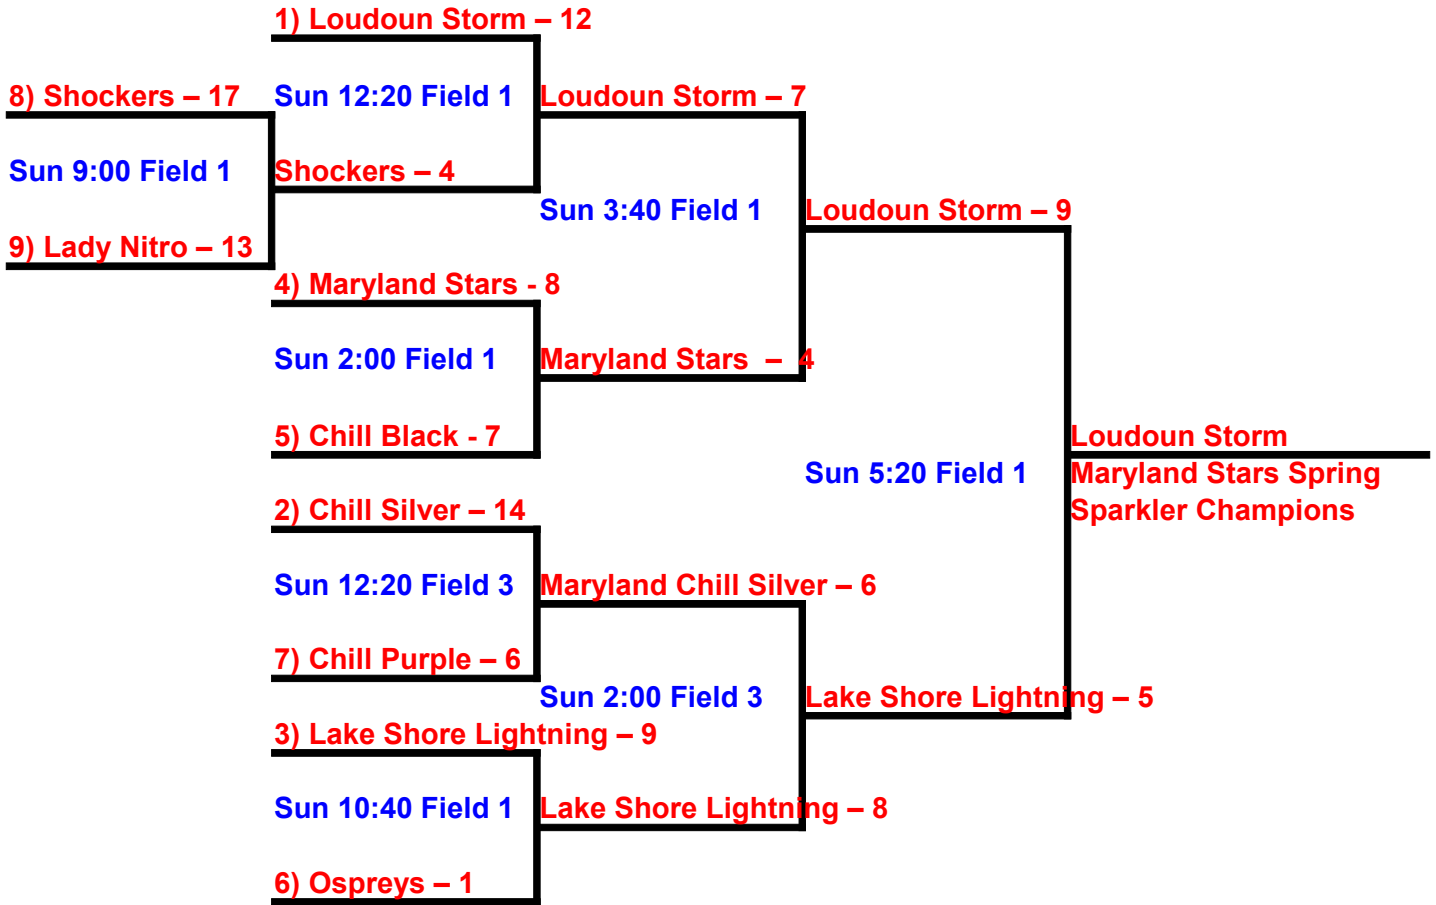 1) Loudoun Storm – 12
8) Shockers – 17
Sun 12:20 Field 1
Loudoun Storm – 7
Sun 9:00 Field 1
Shockers – 4
Sun 3:40 Field 1
Loudoun Storm – 9
9) Lady Nitro – 13
4) Maryland Stars - 8
Sun 2:00 Field 1
Maryland Stars – 4
5) Chill Black - 7
Loudoun Storm
Sun 5:20 Field 1
Maryland Stars Spring
Sparkler Champions
2) Chill Silver – 14
Sun 12:20 Field 3
Maryland Chill Silver – 6
7) Chill Purple – 6
Sun 2:00 Field 3
Lake Shore Lightning – 5
3) Lake Shore Lightning – 9
Sun 10:40 Field 1
Lake Shore Lightning – 8
6) Ospreys – 1